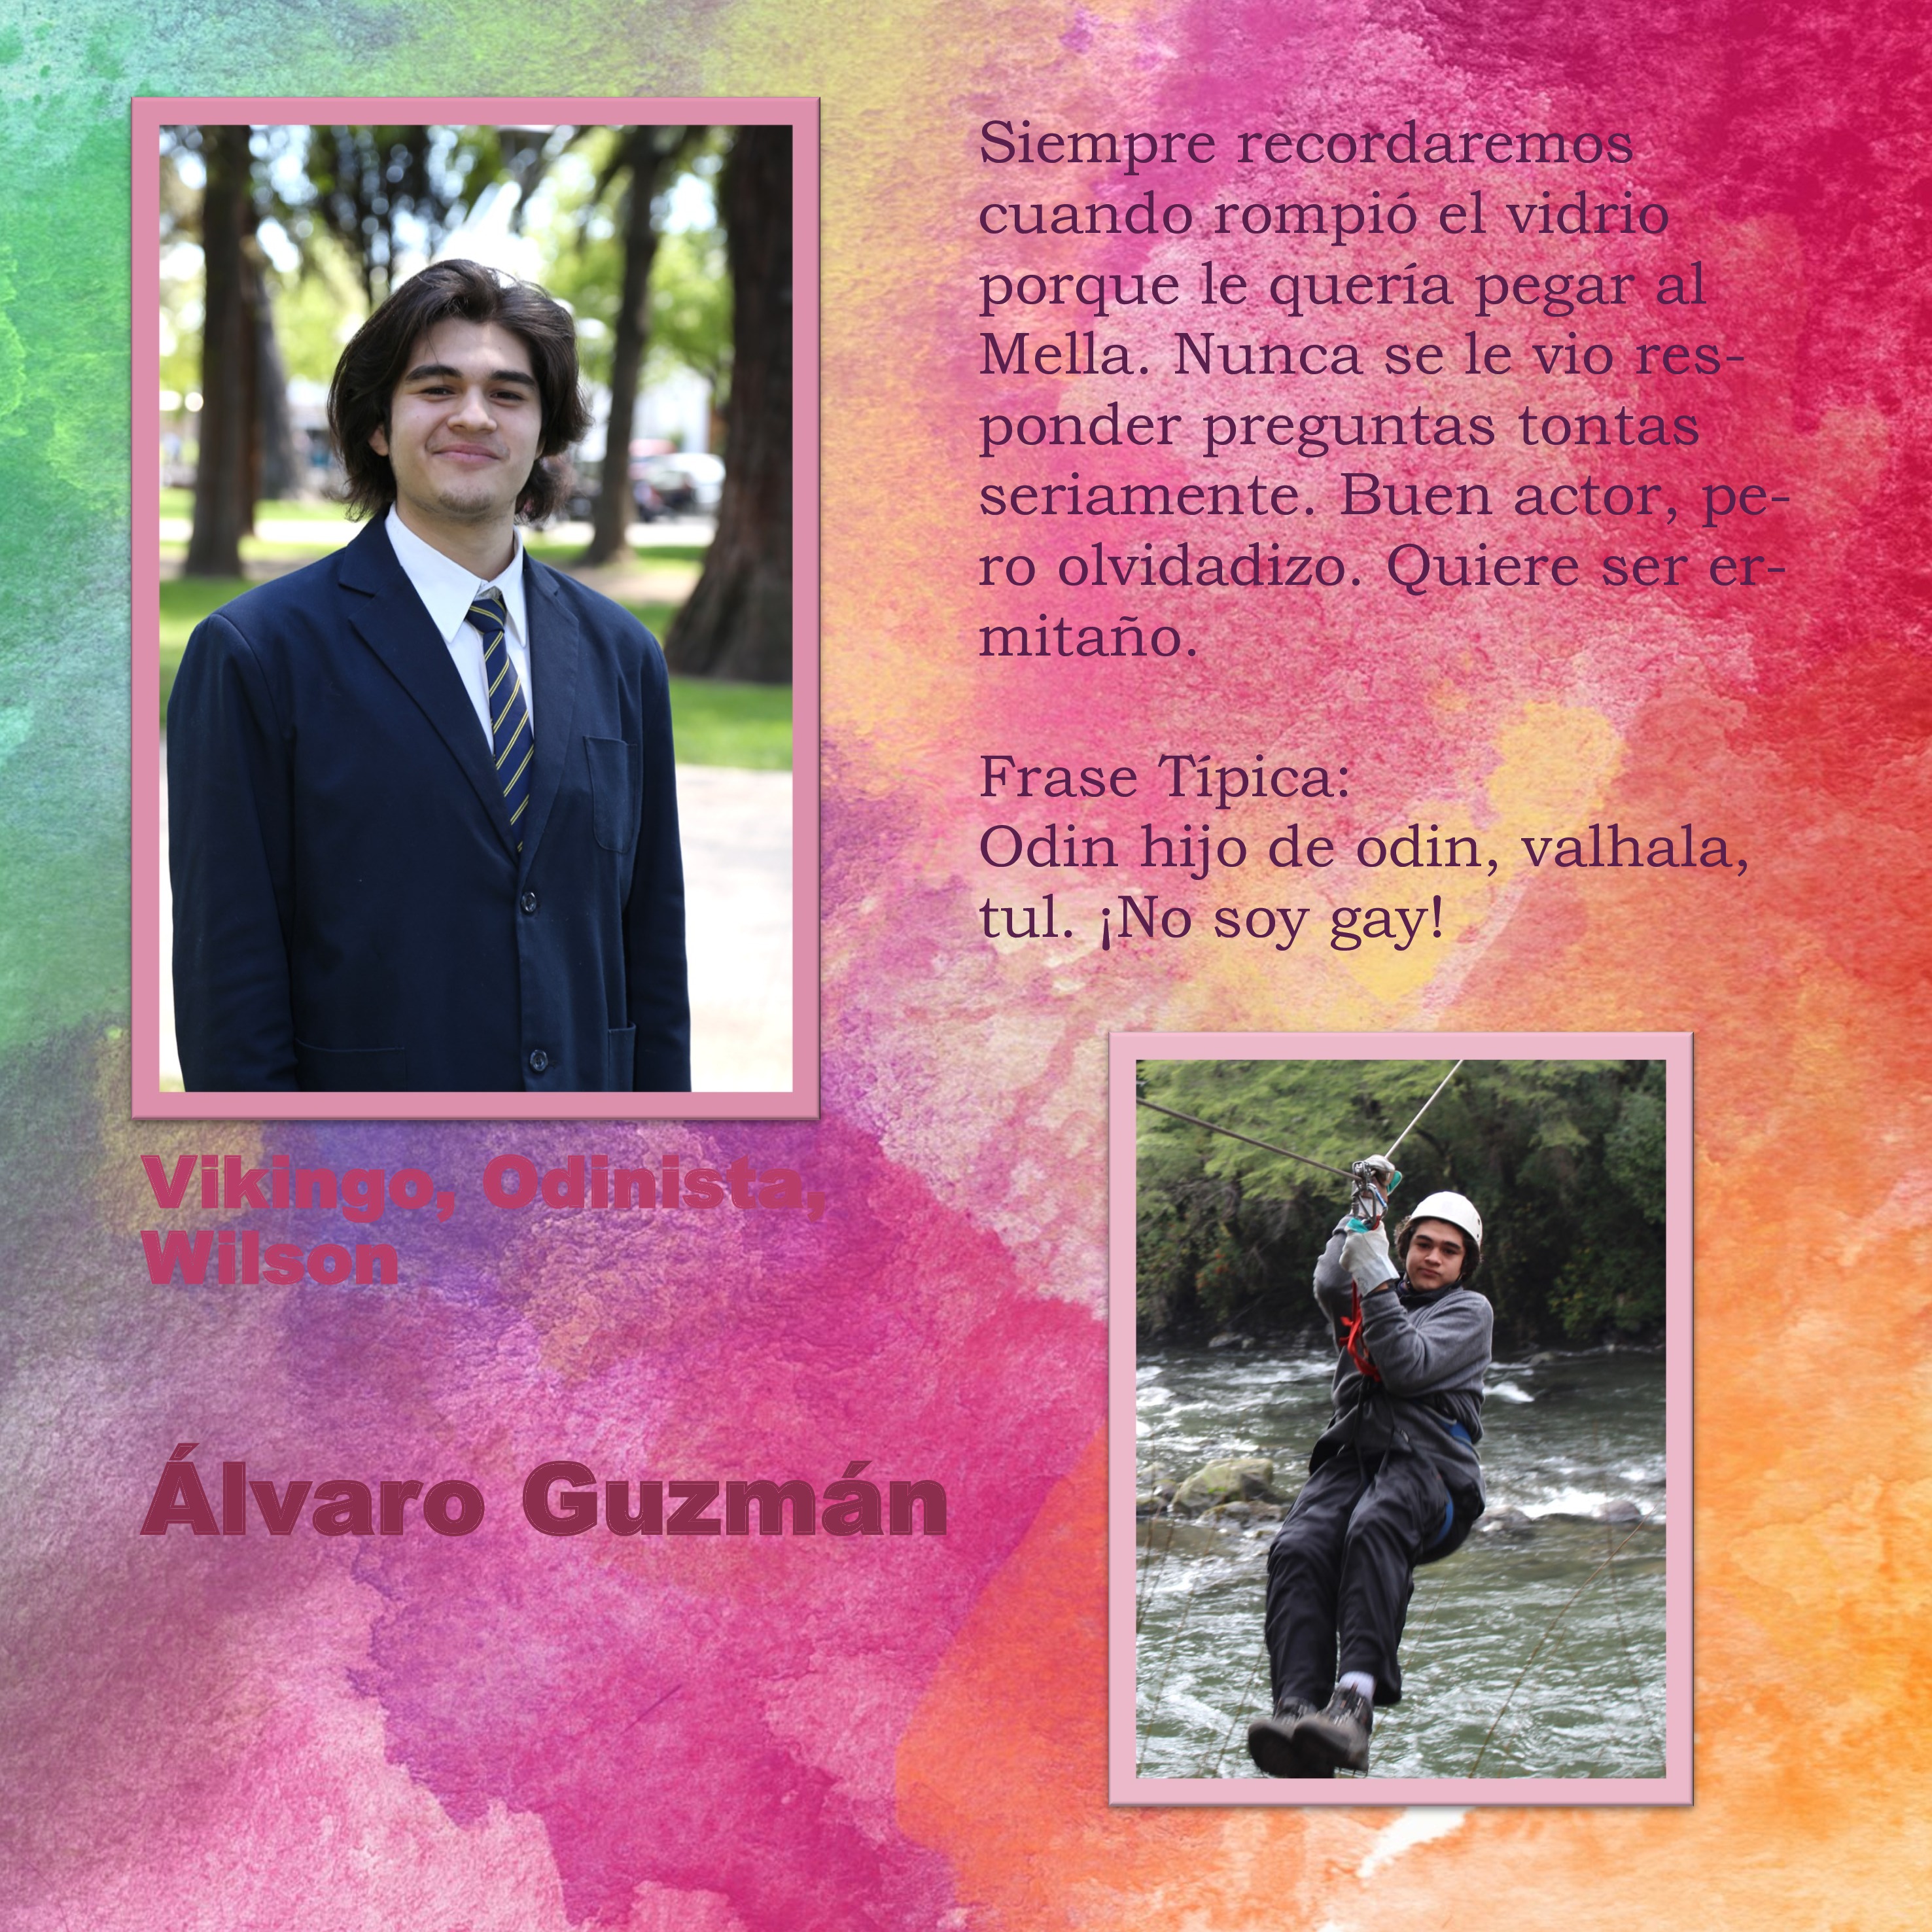 Siempre recordaremos
cuando rompió el vidrio
porque le quería pegar al
Mella. Nunca se le vio res-
ponder preguntas tontas
seriamente. Buen actor, pe-
ro olvidadizo. Quiere ser er-
mitaño.
Frase Típica:
Odin hijo de odin, valhala,
tul. ¡No soy gay!
Vikingo, Odinista,
Wilson
Álvaro Guzmán